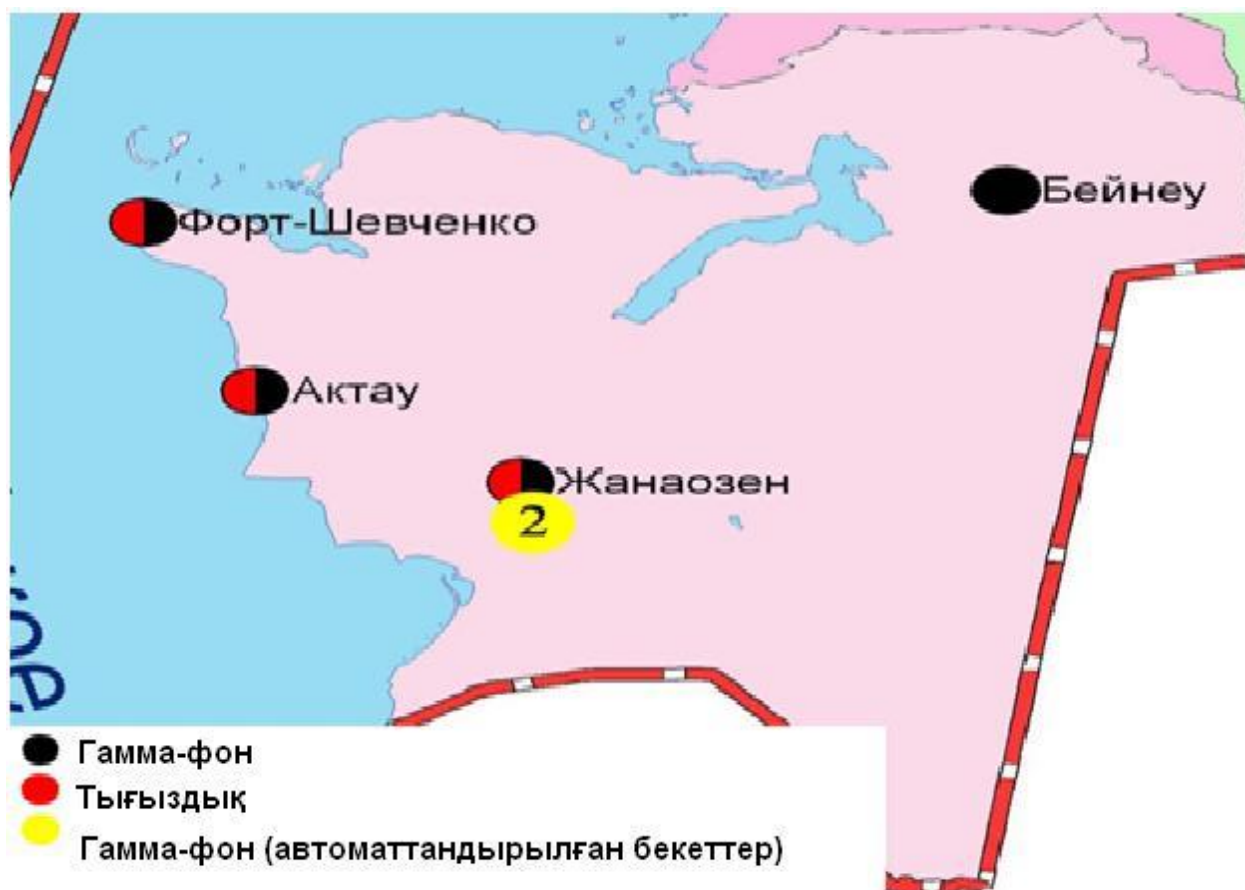 Бейнеу
Форт-Шевченко
Актау
Жанаозен
2
Гамма-фон
Тығыздық
Гамма-фон (автоматтандырылған бекеттер)